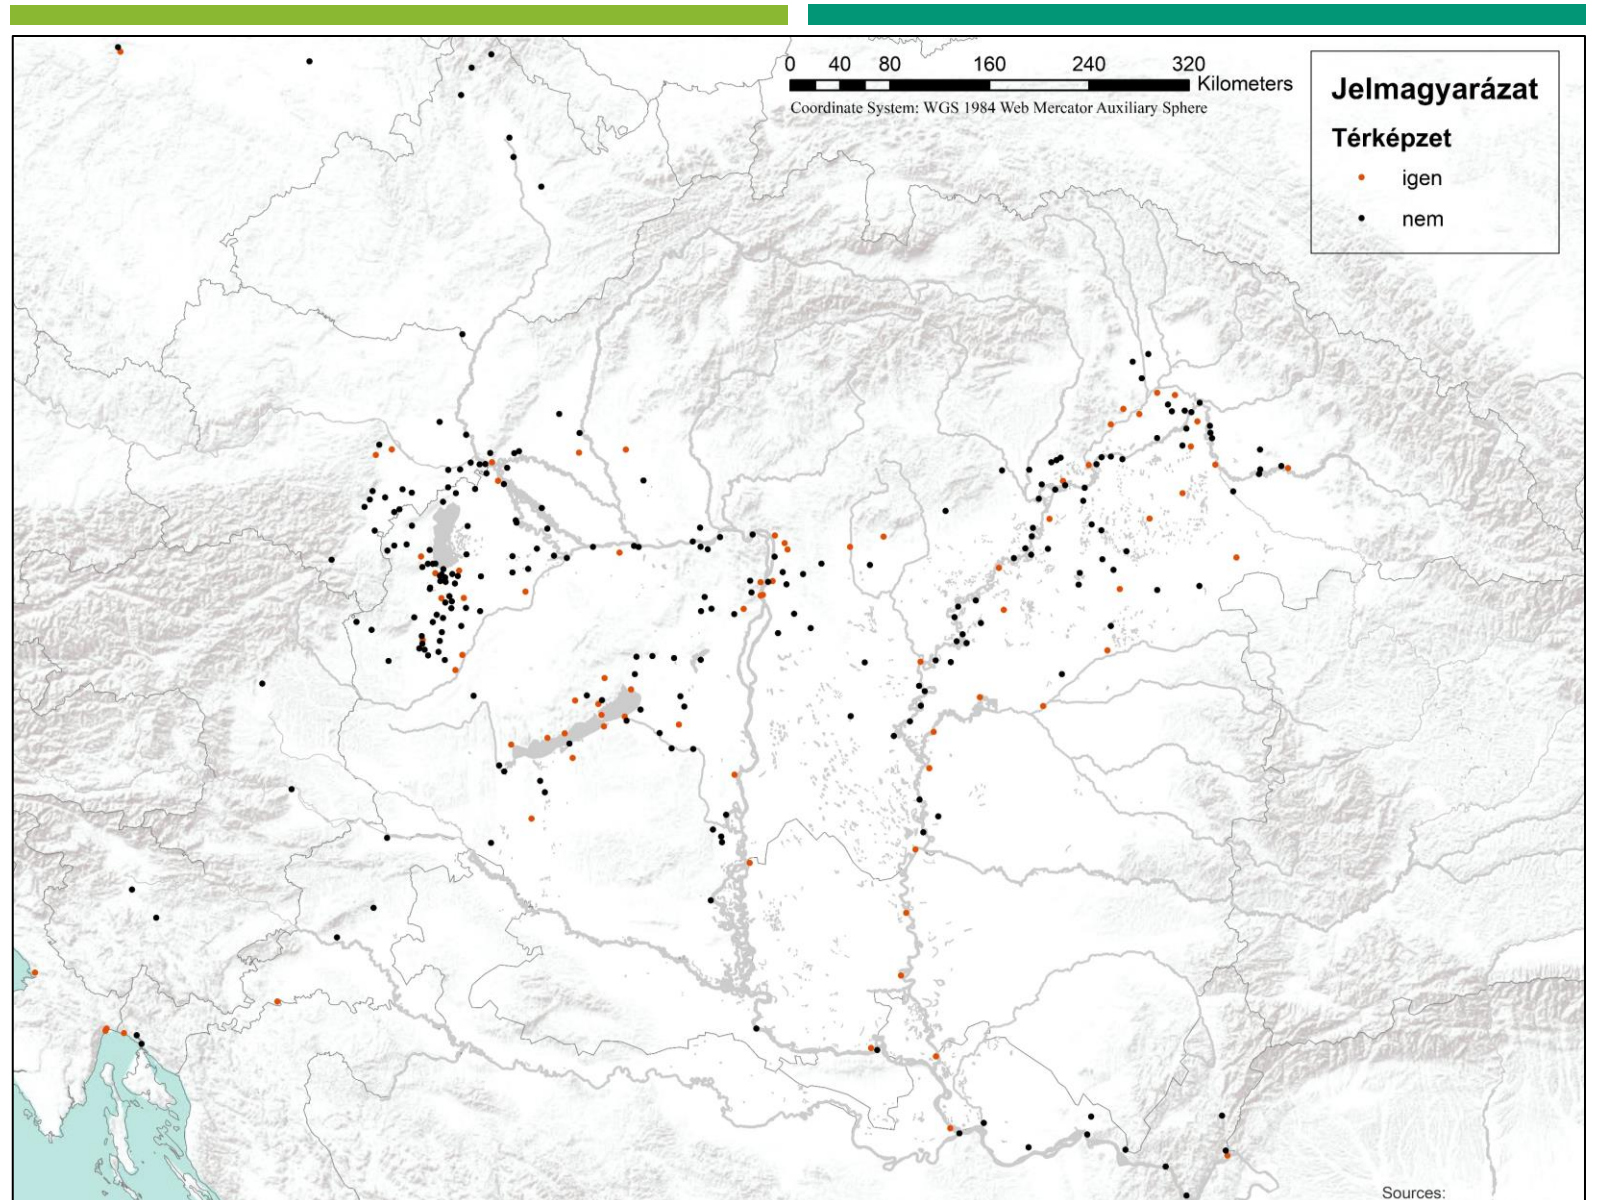 0 40 80 160 240 320
Kilometers
Coordinate System: WGS 1984 Web Mercator Auxiliary Sphere
Jelmagyarázat
Térképzet
igen
nem
Sources: